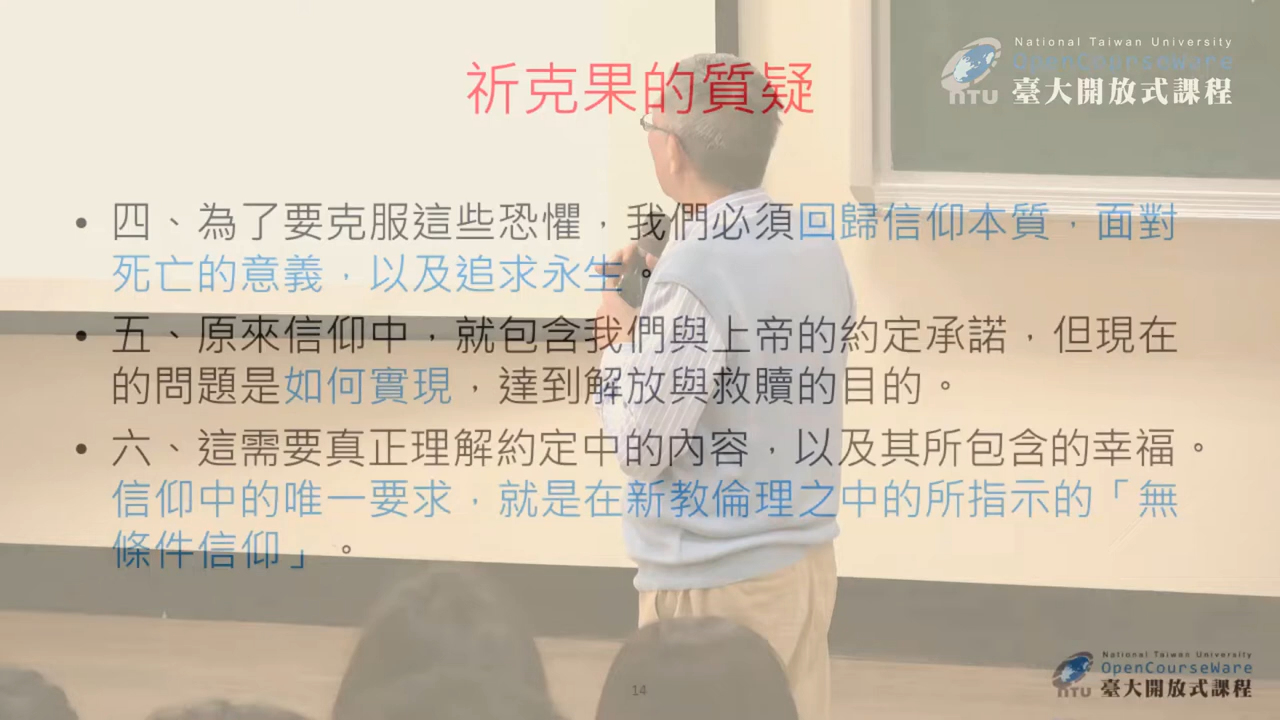 National Taiwan University
OpenCourseWare
NTU 臺大開放式課程
祈克果的質疑
• 四、為了要克服這些恐懼，我們必須回歸信仰本質，面對
死亡的意義，以及追求永生。
• 五、原來信仰中，就包含我們與上帝的約定承諾，但現在
的問題是如何實現，達到解放與救贖的目的。
• 六、這需要真正理解約定中的內容，以及其所包含的幸福。
信仰中的唯一要求，就是在新教倫理之中的所指示的「無
條件信仰」。
14
National Taiwan University
OpenCourseWare
NTU 臺大開放式課程